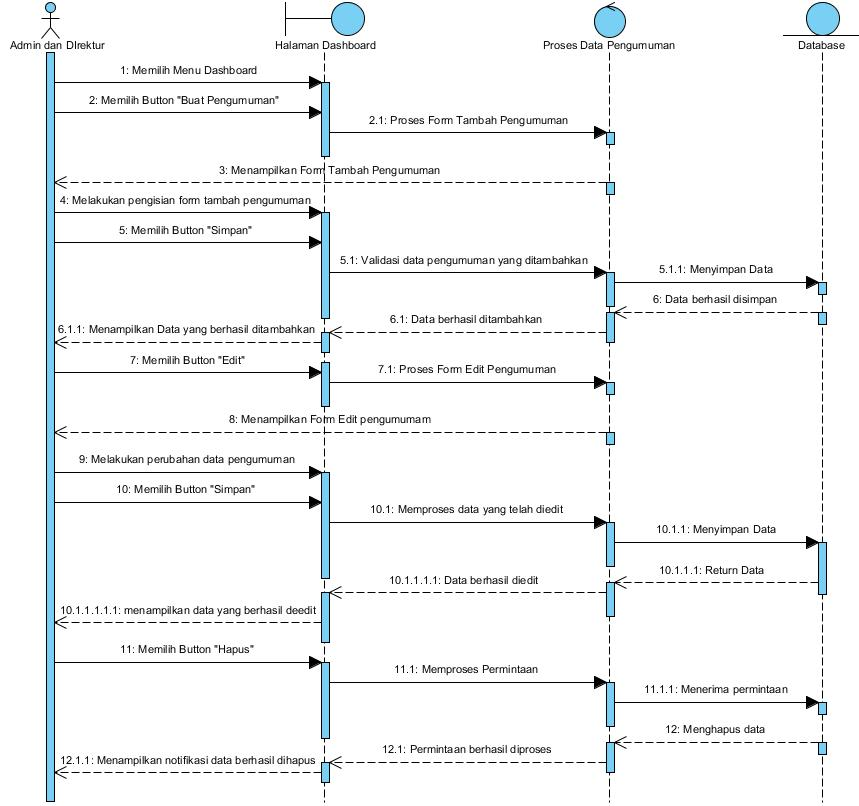 Admin dan DIrektur
Halaman Dashboard
Proses Data Pengumuman
Database
1: Memilih Menu Dashboard
2: Memilih Button "Buat Pengumuman"
2.1: Proses Form Tambah Pengumuman
3: Menampilkan Form Tambah Pengumuman
4: Melakukan pengisian form tambah pengumuman
5: Memilih Button "Simpan"
5.1: Validasi data pengumuman yang ditambahkan
5.1.1: Menyimpan Data
6: Data berhasil disimpan
6.1: Data berhasil ditambahkan
6.1.1: Menampilkan Data yang berhasil ditambahkan
7: Memilih Button "Edit"
7.1: Proses Form Edit Pengumuman
8: Menampilkan Form Edit pengumumam
9: Melakukan perubahan data pengumuman
10: Memilih Button "Simpan"
10.1: Memproses data yang telah diedit
10.1.1: Menyimpan Data
10.1.1.1: Return Data
10.1.1.1.1: Data berhasil diedit
10.1.1.1.1.1: menampilkan data yang berhasil deedit
11: Memilih Button "Hapus"
11.1: Memproses Permintaan
11.1.1: Menerima permintaan
12: Menghapus data
12.1: Permintaan berhasil diproses
12.1.1: Menampilkan notifikasi data berhasil dihapus